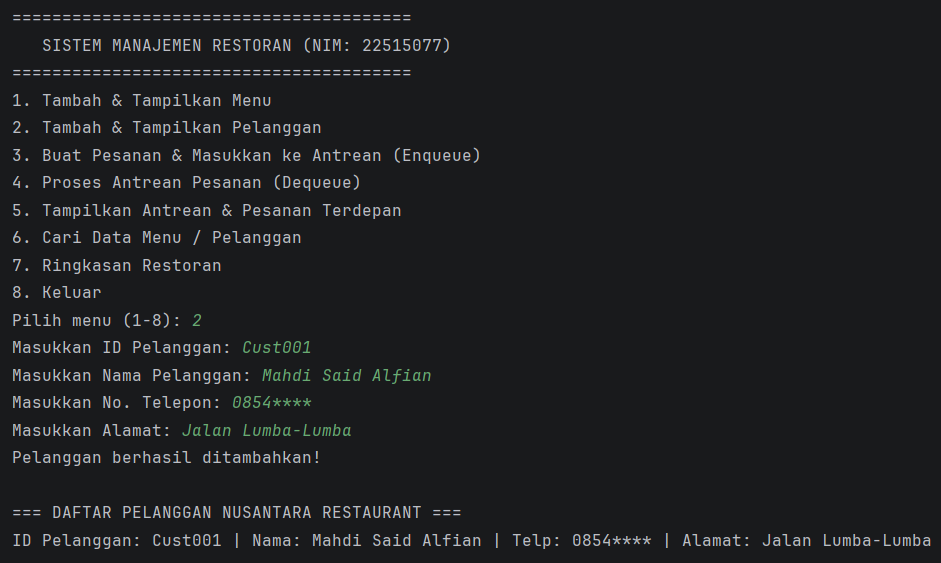 ========================================
   SISTEM MANAJEMEN RESTORAN (NIM: 22515077)
========================================
1. Tambah & Tampilkan Menu
2. Tambah & Tampilkan Pelanggan
3. Buat Pesanan & Masukkan ke Antrean (Enqueue)
4. Proses Antrean Pesanan (Dequeue)
5. Tampilkan Antrean & Pesanan Terdepan
6. Cari Data Menu / Pelanggan
7. Ringkasan Restoran
8. Keluar
Pilih menu (1-8): 2
Masukkan ID Pelanggan: Cust001
Masukkan Nama Pelanggan: Mahdi Said Alfian
Masukkan No. Telepon: 0854****
Masukkan Alamat: Jalan Lumba-Lumba
Pelanggan berhasil ditambahkan!

=== DAFTAR PELANGGAN NUSANTARA RESTAURANT ===
ID Pelanggan: Cust001 | Nama: Mahdi Said Alfian | Telp: 0854**** | Alamat: Jalan Lumba-Lumba